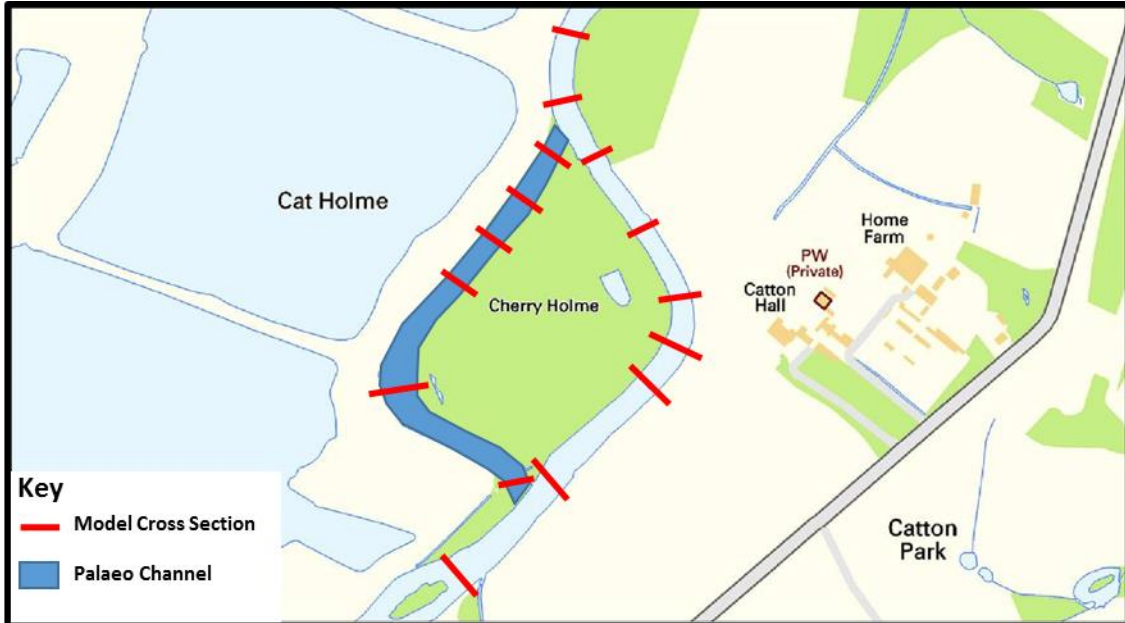 Cat Holme
Cherry Holme
Home
Farm
PW
(Private)
Catton
Hall
Catton
Park
Key
Model Cross Section
Palaeo Channel